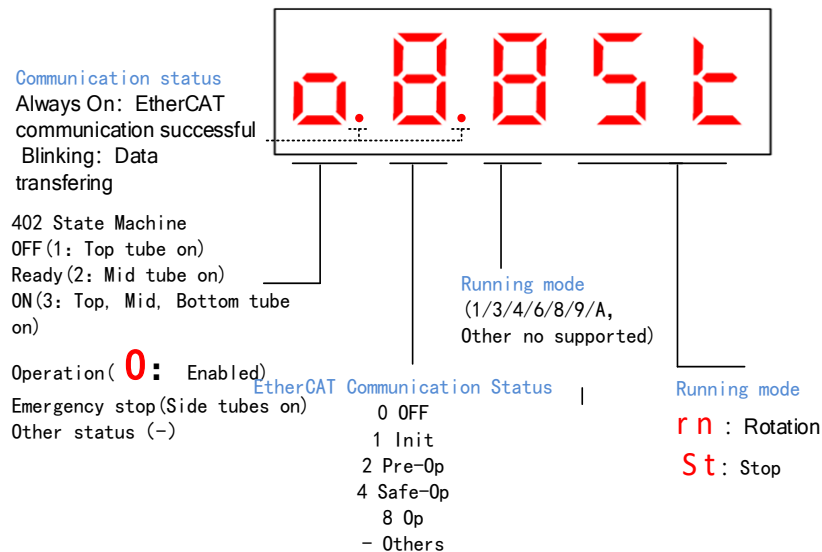 o.8.8St
Communication status
Always On: EtherCAT
communication successful
Blinking: Data
transfering
402 State Machine
OFF(1: Top tube on)
Ready(2: Mid tube on)
ON(3: Top, Mid, Bottom tube
on)
Operation( 0: Enabled)
Emergency stop(Side tubes on)
Other status (-)
EtherCAT Communication Status
0 OFF
1 Init
2 Pre-Op
4 Safe-Op
8 Op
- Others
Running mode
(1/3/4/6/8/9/A,
Other no supported)
Running mode
rn : Rotation
St: Stop